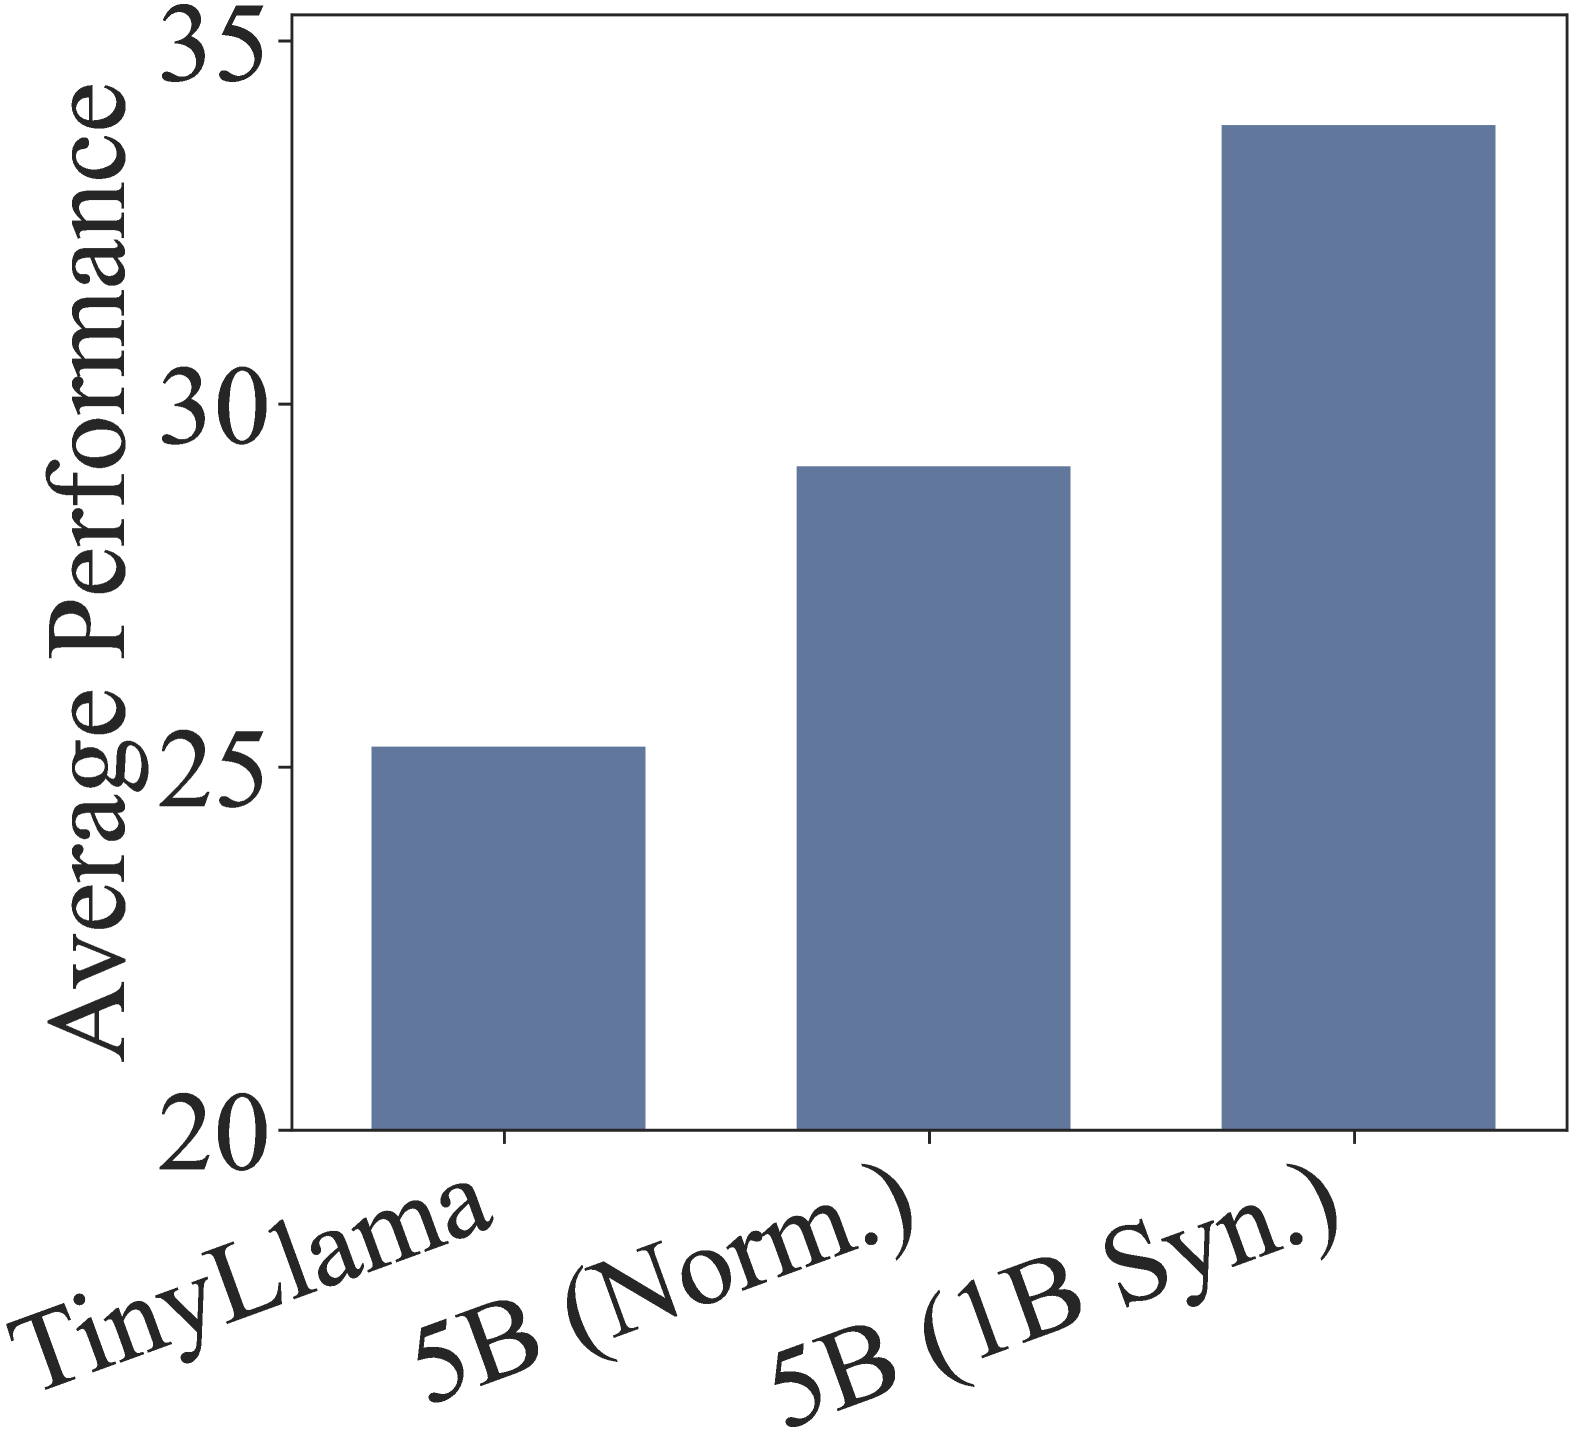 Average Performance
35
30
25
20
TinyLlama
5B (Norm.)
5B (1B Syn.)